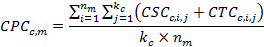 CPC_{c,m} = \frac{\sum_{i=1}^{n_m} \sum_{j=1}^{k_c} (CSC_{c,i,j} + CTC_{c,i,j})}{k_c \times n_m}